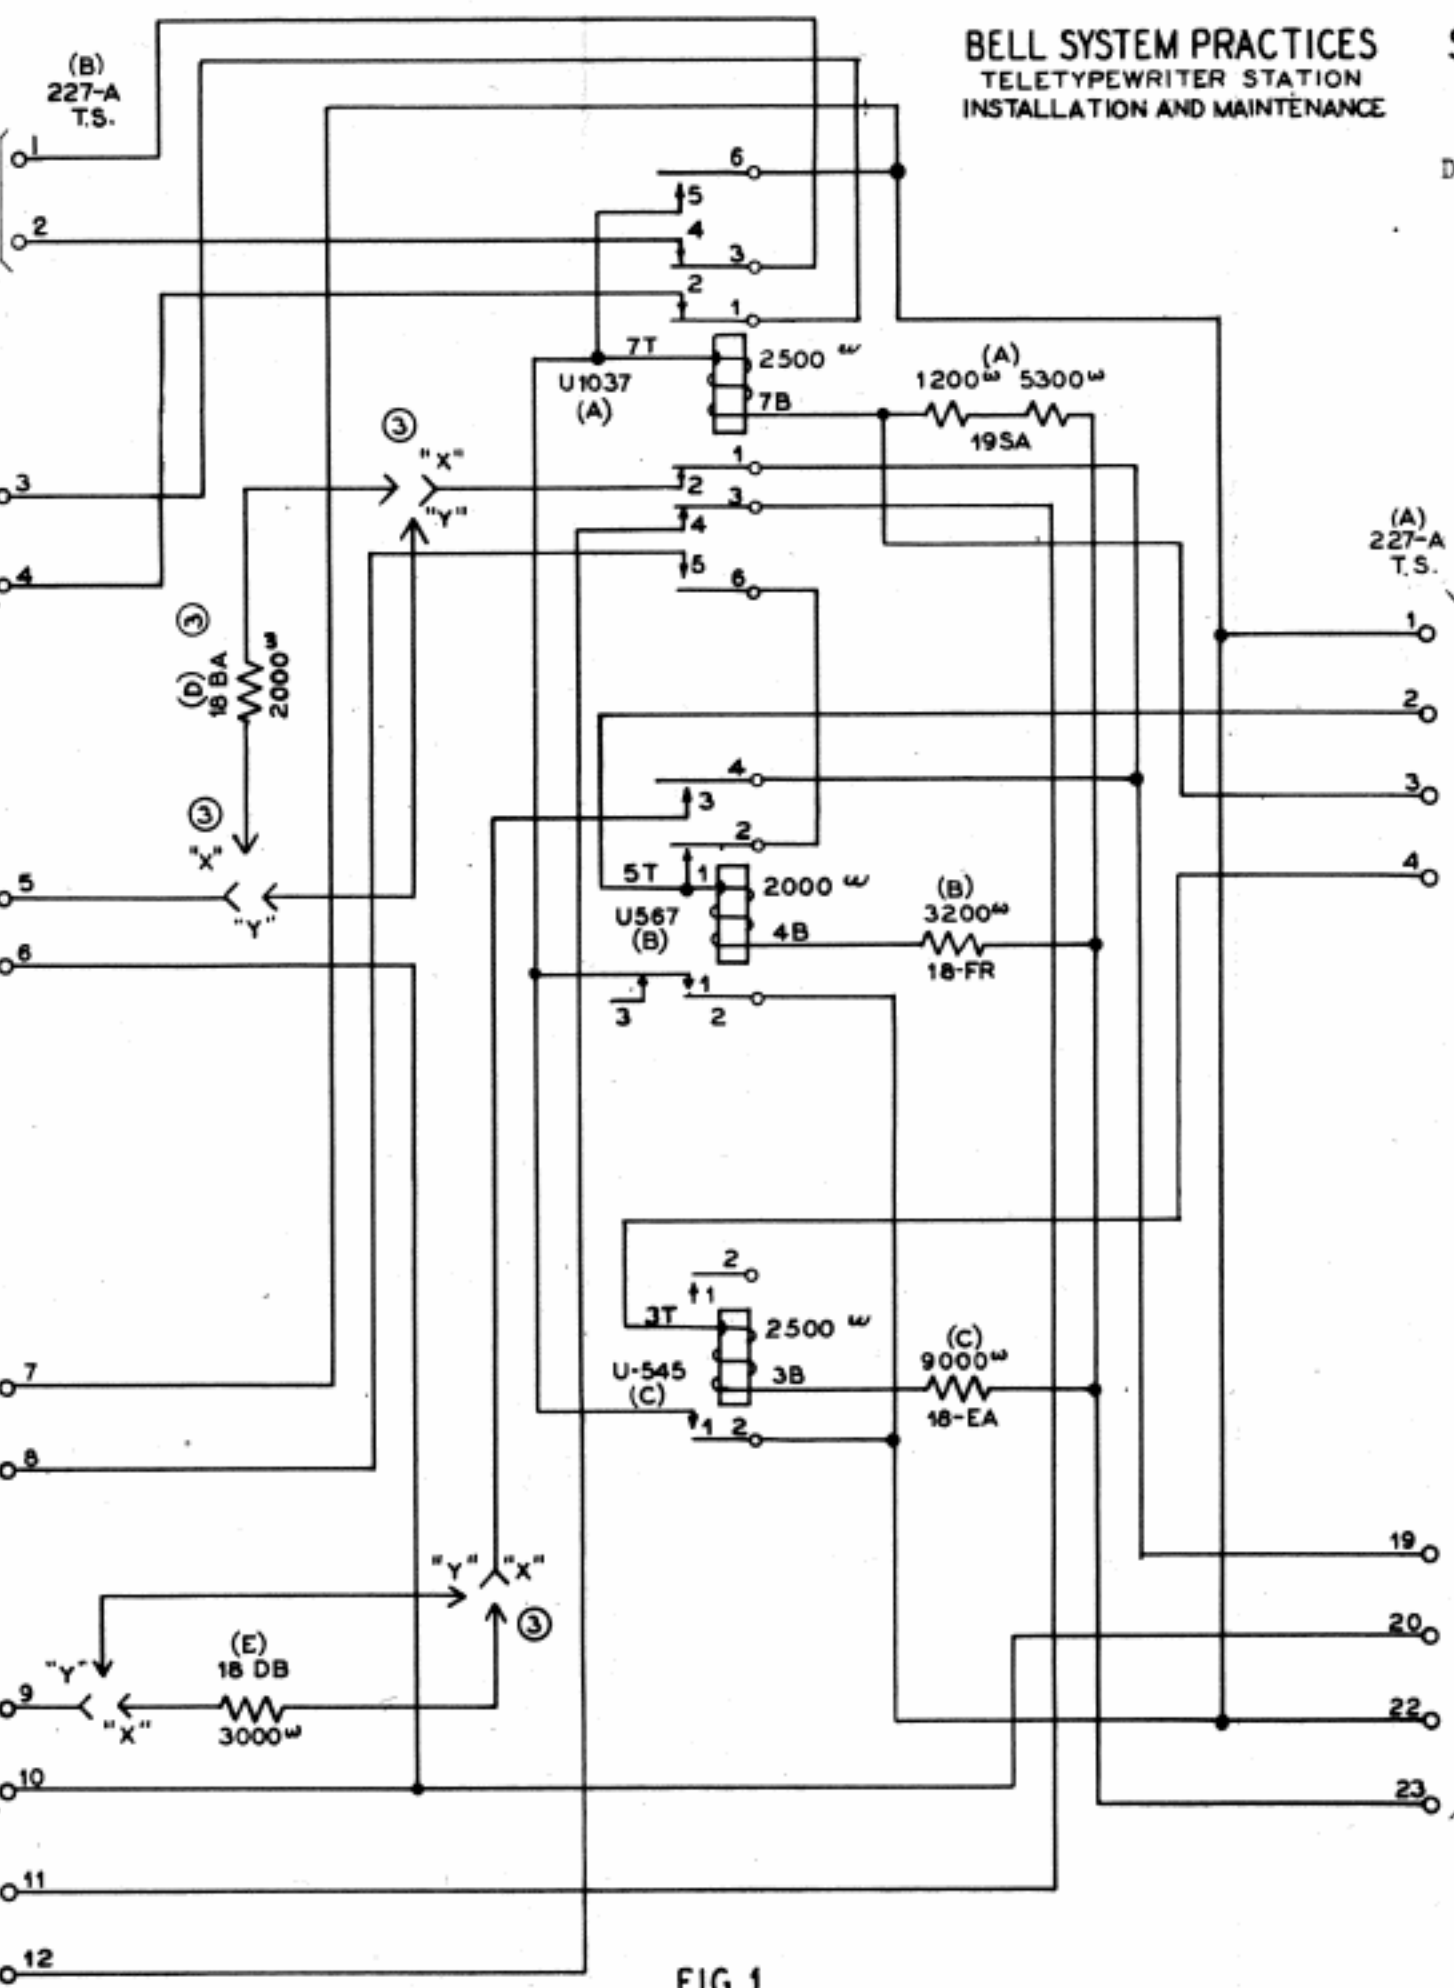 BELL SYSTEM PRACTICES
TELETYPEWRITER STATION
INSTALLATION AND MAINTENANCE
(B)
227-A
T.S.
1
2
3
4
5
6
7
8
9
10
11
12
6
5
4
3
2
1
7T
2500 ω
U1037
(A)
7B
(A)
1200ω 5300ω
19SA
③
"X"
"Y"
1
2
3
4
5
6
③
(D)
18 BA
2000ω
③
"X"
"Y"
(A)
227-A
T.S.
1
2
3
4
4
3
2
5T
1
2000 ω
U567
(B)
4B
(B)
3200ω
18-FR
1
3
2
2
1
3T
2500 ω
U-545
(C)
3B
(C)
9000ω
18-EA
1 2
"Y" "X"
③
(E)
18 DB
3000ω
"Y"
"X"
19
20
22
23
FIG. 1